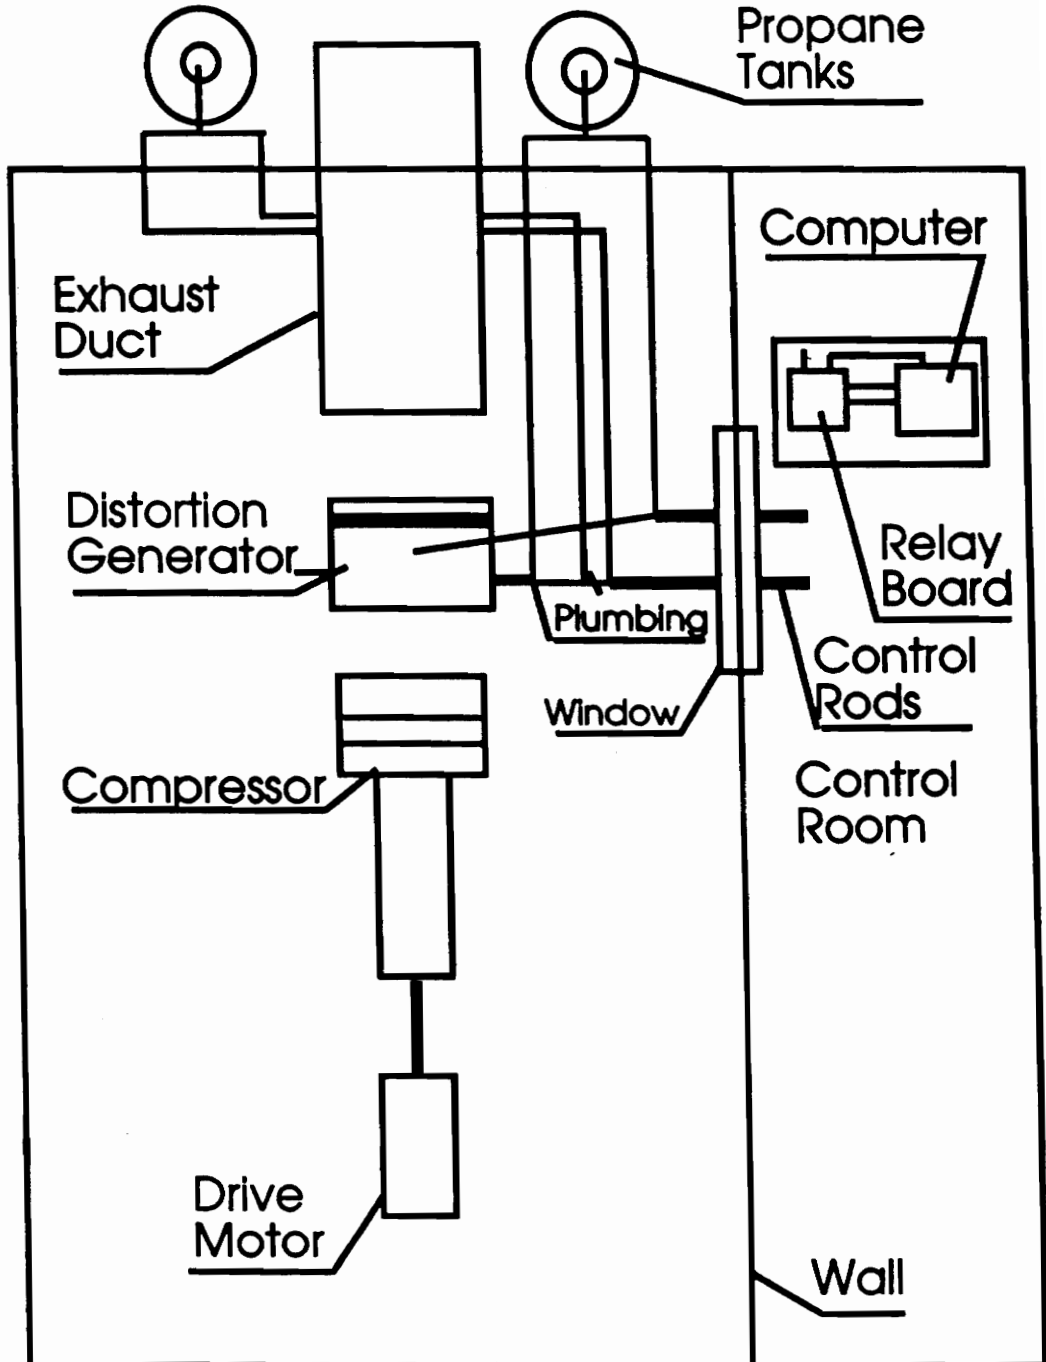 Propane
Tanks
Computer
Exhaust
Duct
Distortion
Generator
Relay
Board
Plumbing
Control
Rods
Window
Compressor
Control
Room
Drive
Motor
Wall